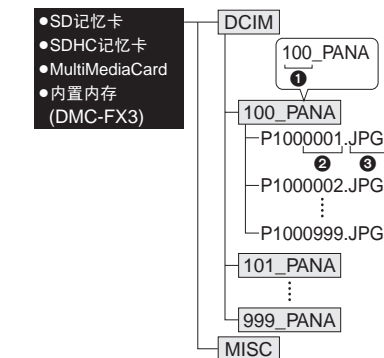 ●SD记忆卡
●SDHC记忆卡
●MultiMediaCard
●内置内存
(DMC-FX3)
DCIM
100_PANA
❶
100_PANA
P1000001.JPG
❷ ❸
P1000002.JPG
P1000999.JPG
101_PANA
999_PANA
MISC